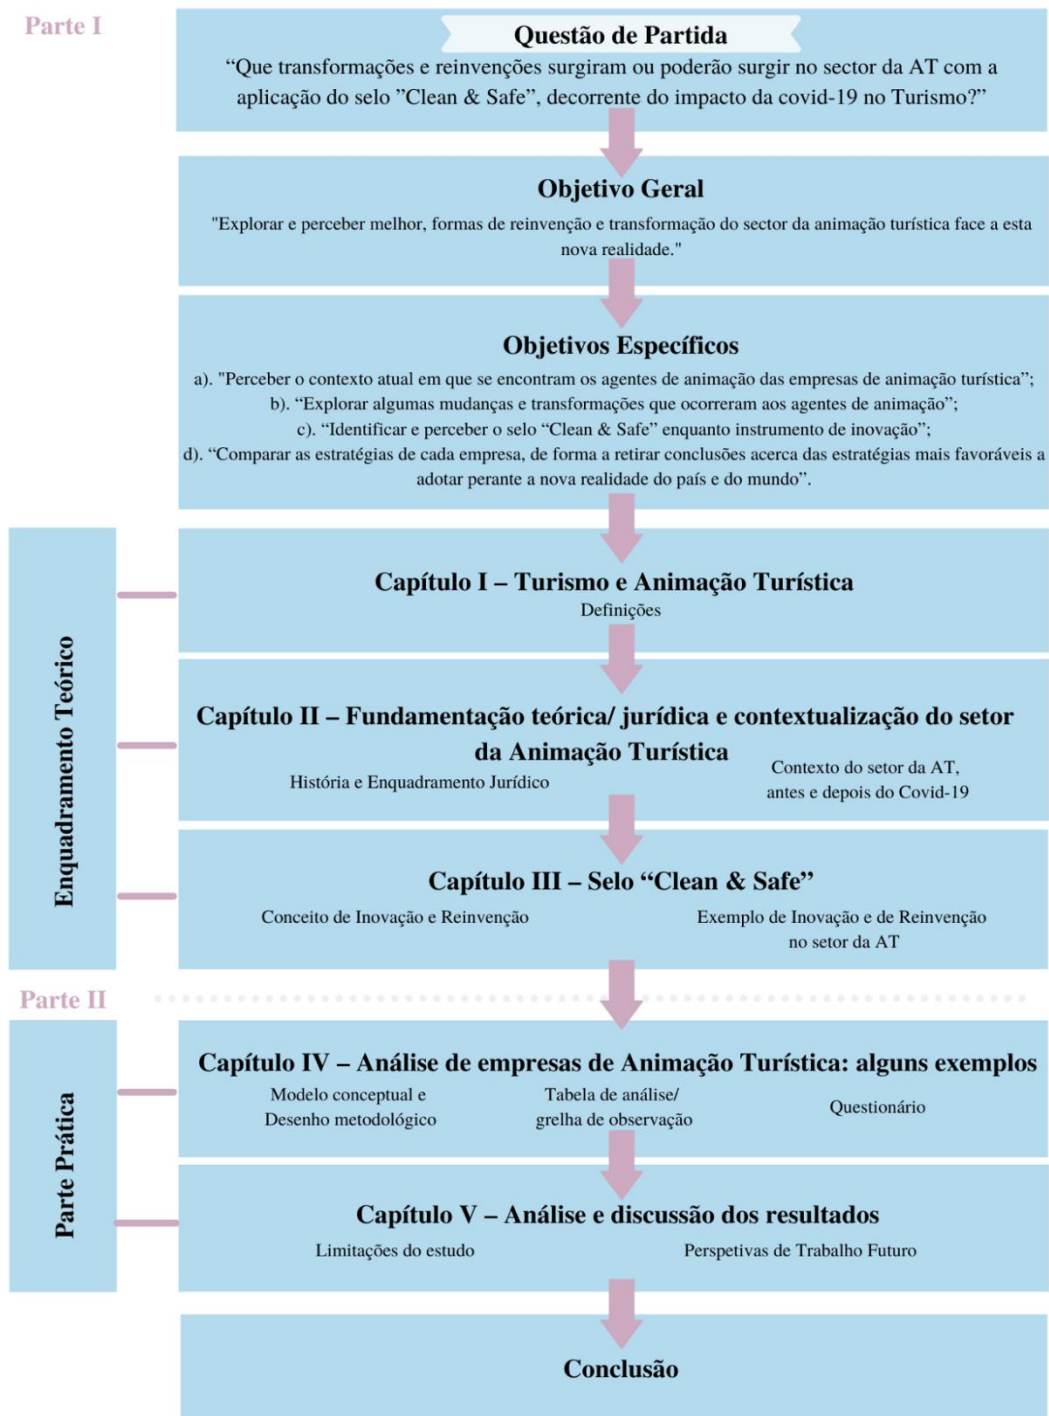 Parte I
Questão de Partida
“Que transformações e reinvenções surgiram ou poderão surgir no sector da AT com a
aplicação do selo ”Clean & Safe”, decorrente do impacto da covid-19 no Turismo?”
Objetivo Geral
"Explorar e perceber melhor, formas de reinvenção e transformação do sector da animação turística face a esta
nova realidade."
Objetivos Específicos
a). "Perceber o contexto atual em que se encontram os agentes de animação das empresas de animação turística”;
b). “Explorar algumas mudanças e transformações que ocorreram aos agentes de animação”;
c). “Identificar e perceber o selo “Clean & Safe” enquanto instrumento de inovação”;
d). “Comparar as estratégias de cada empresa, de forma a retirar conclusões acerca das estratégias mais favoráveis a
adotar perante a nova realidade do país e do mundo”.
Enquadramento Teórico
Capítulo I – Turismo e Animação Turística
Definições
Capítulo II – Fundamentação teórica/ jurídica e contextualização do setor
da Animação Turística
História e Enquadramento Jurídico
Contexto do setor da AT,
antes e depois do Covid-19
Capítulo III – Selo “Clean & Safe”
Conceito de Inovação e Reinvenção
Exemplo de Inovação e de Reinvenção
no setor da AT
Parte II
Parte Prática
Capítulo IV – Análise de empresas de Animação Turística: alguns exemplos
Modelo conceptual e
Desenho metodológico
Tabela de análise/
grelha de observação
Questionário
Capítulo V – Análise e discussão dos resultados
Limitações do estudo
Perspetivas de Trabalho Futuro
Conclusão